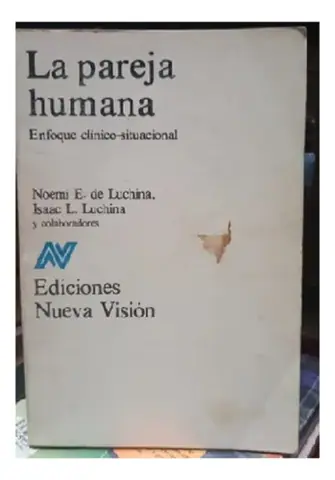 La pareja
humana
Enfoque clínico-situacional
Noemí E. de Luchina,
Isaac L. Luchina
y colaboradores
Ediciones
Nueva Visión